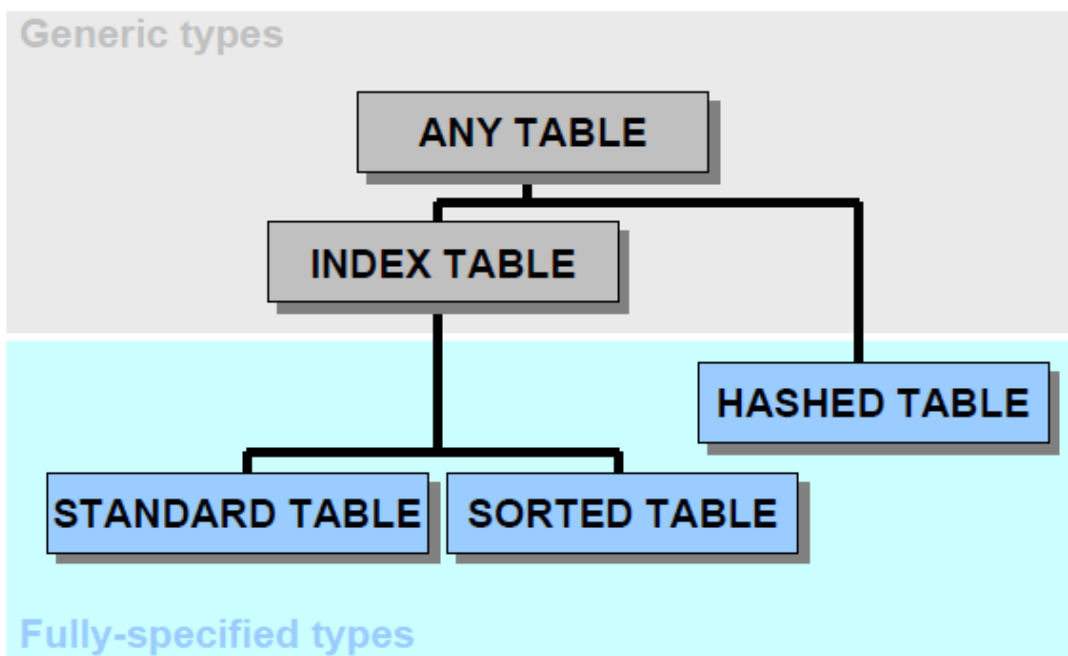 Generic types
ANY TABLE
INDEX TABLE
HASHED TABLE
STANDARD TABLE
SORTED TABLE
Fully-specified types